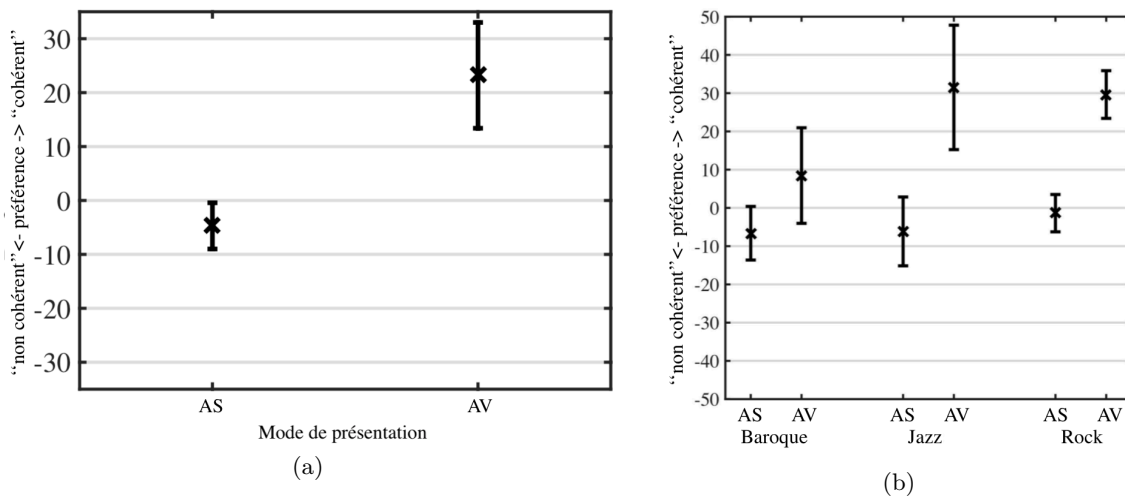 “non cohérent” <- préférence -> “cohérent”
30
20
10
0
-10
-20
-30
AS AV
Mode de présentation
(a)
“non cohérent” <- préférence -> “cohérent”
50
40
30
20
10
0
-10
-20
-30
-40
-50
AS AV AS AV AS AV
Baroque Jazz Rock
(b)